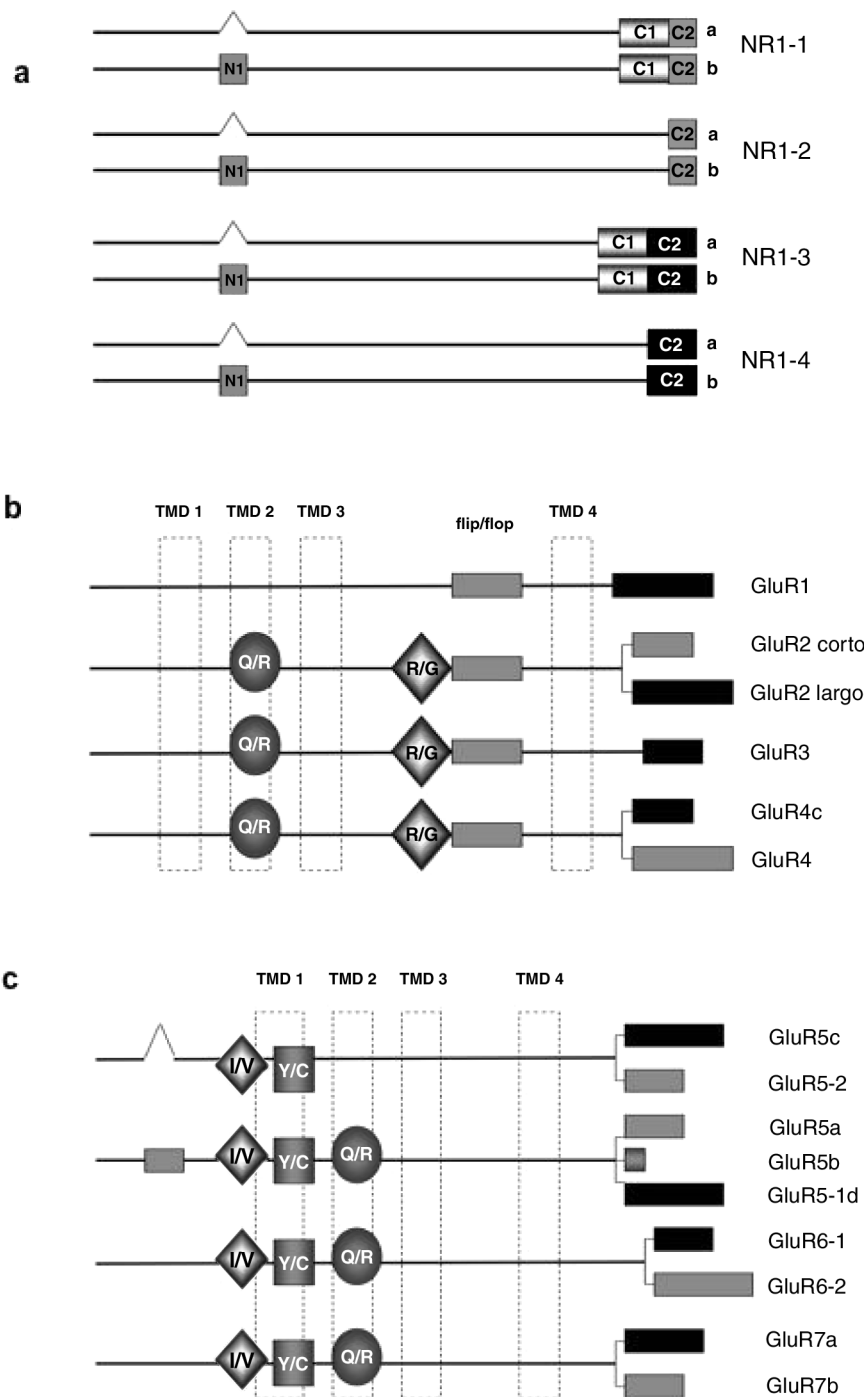 a
C1 C2 a
NR1-1
N1 C1 C2 b
C2 a
NR1-2
N1 C2 b
C1 C2 a
NR1-3
N1 C1 C2 b
C2 a
NR1-4
N1 C2 b
b
TMD 1 TMD 2 TMD 3 flip/flop TMD 4
GluR1
GluR2 corto
Q/R R/G
GluR2 largo
Q/R R/G GluR3
GluR4c
Q/R R/G
GluR4
c
TMD 1 TMD 2 TMD 3 TMD 4
GluR5c
I/V Y/C
GluR5-2
GluR5a
I/V Y/C Q/R GluR5b
GluR5-1d
GluR6-1
I/V Y/C Q/R
GluR6-2
GluR7a
I/V Y/C Q/R
GluR7b